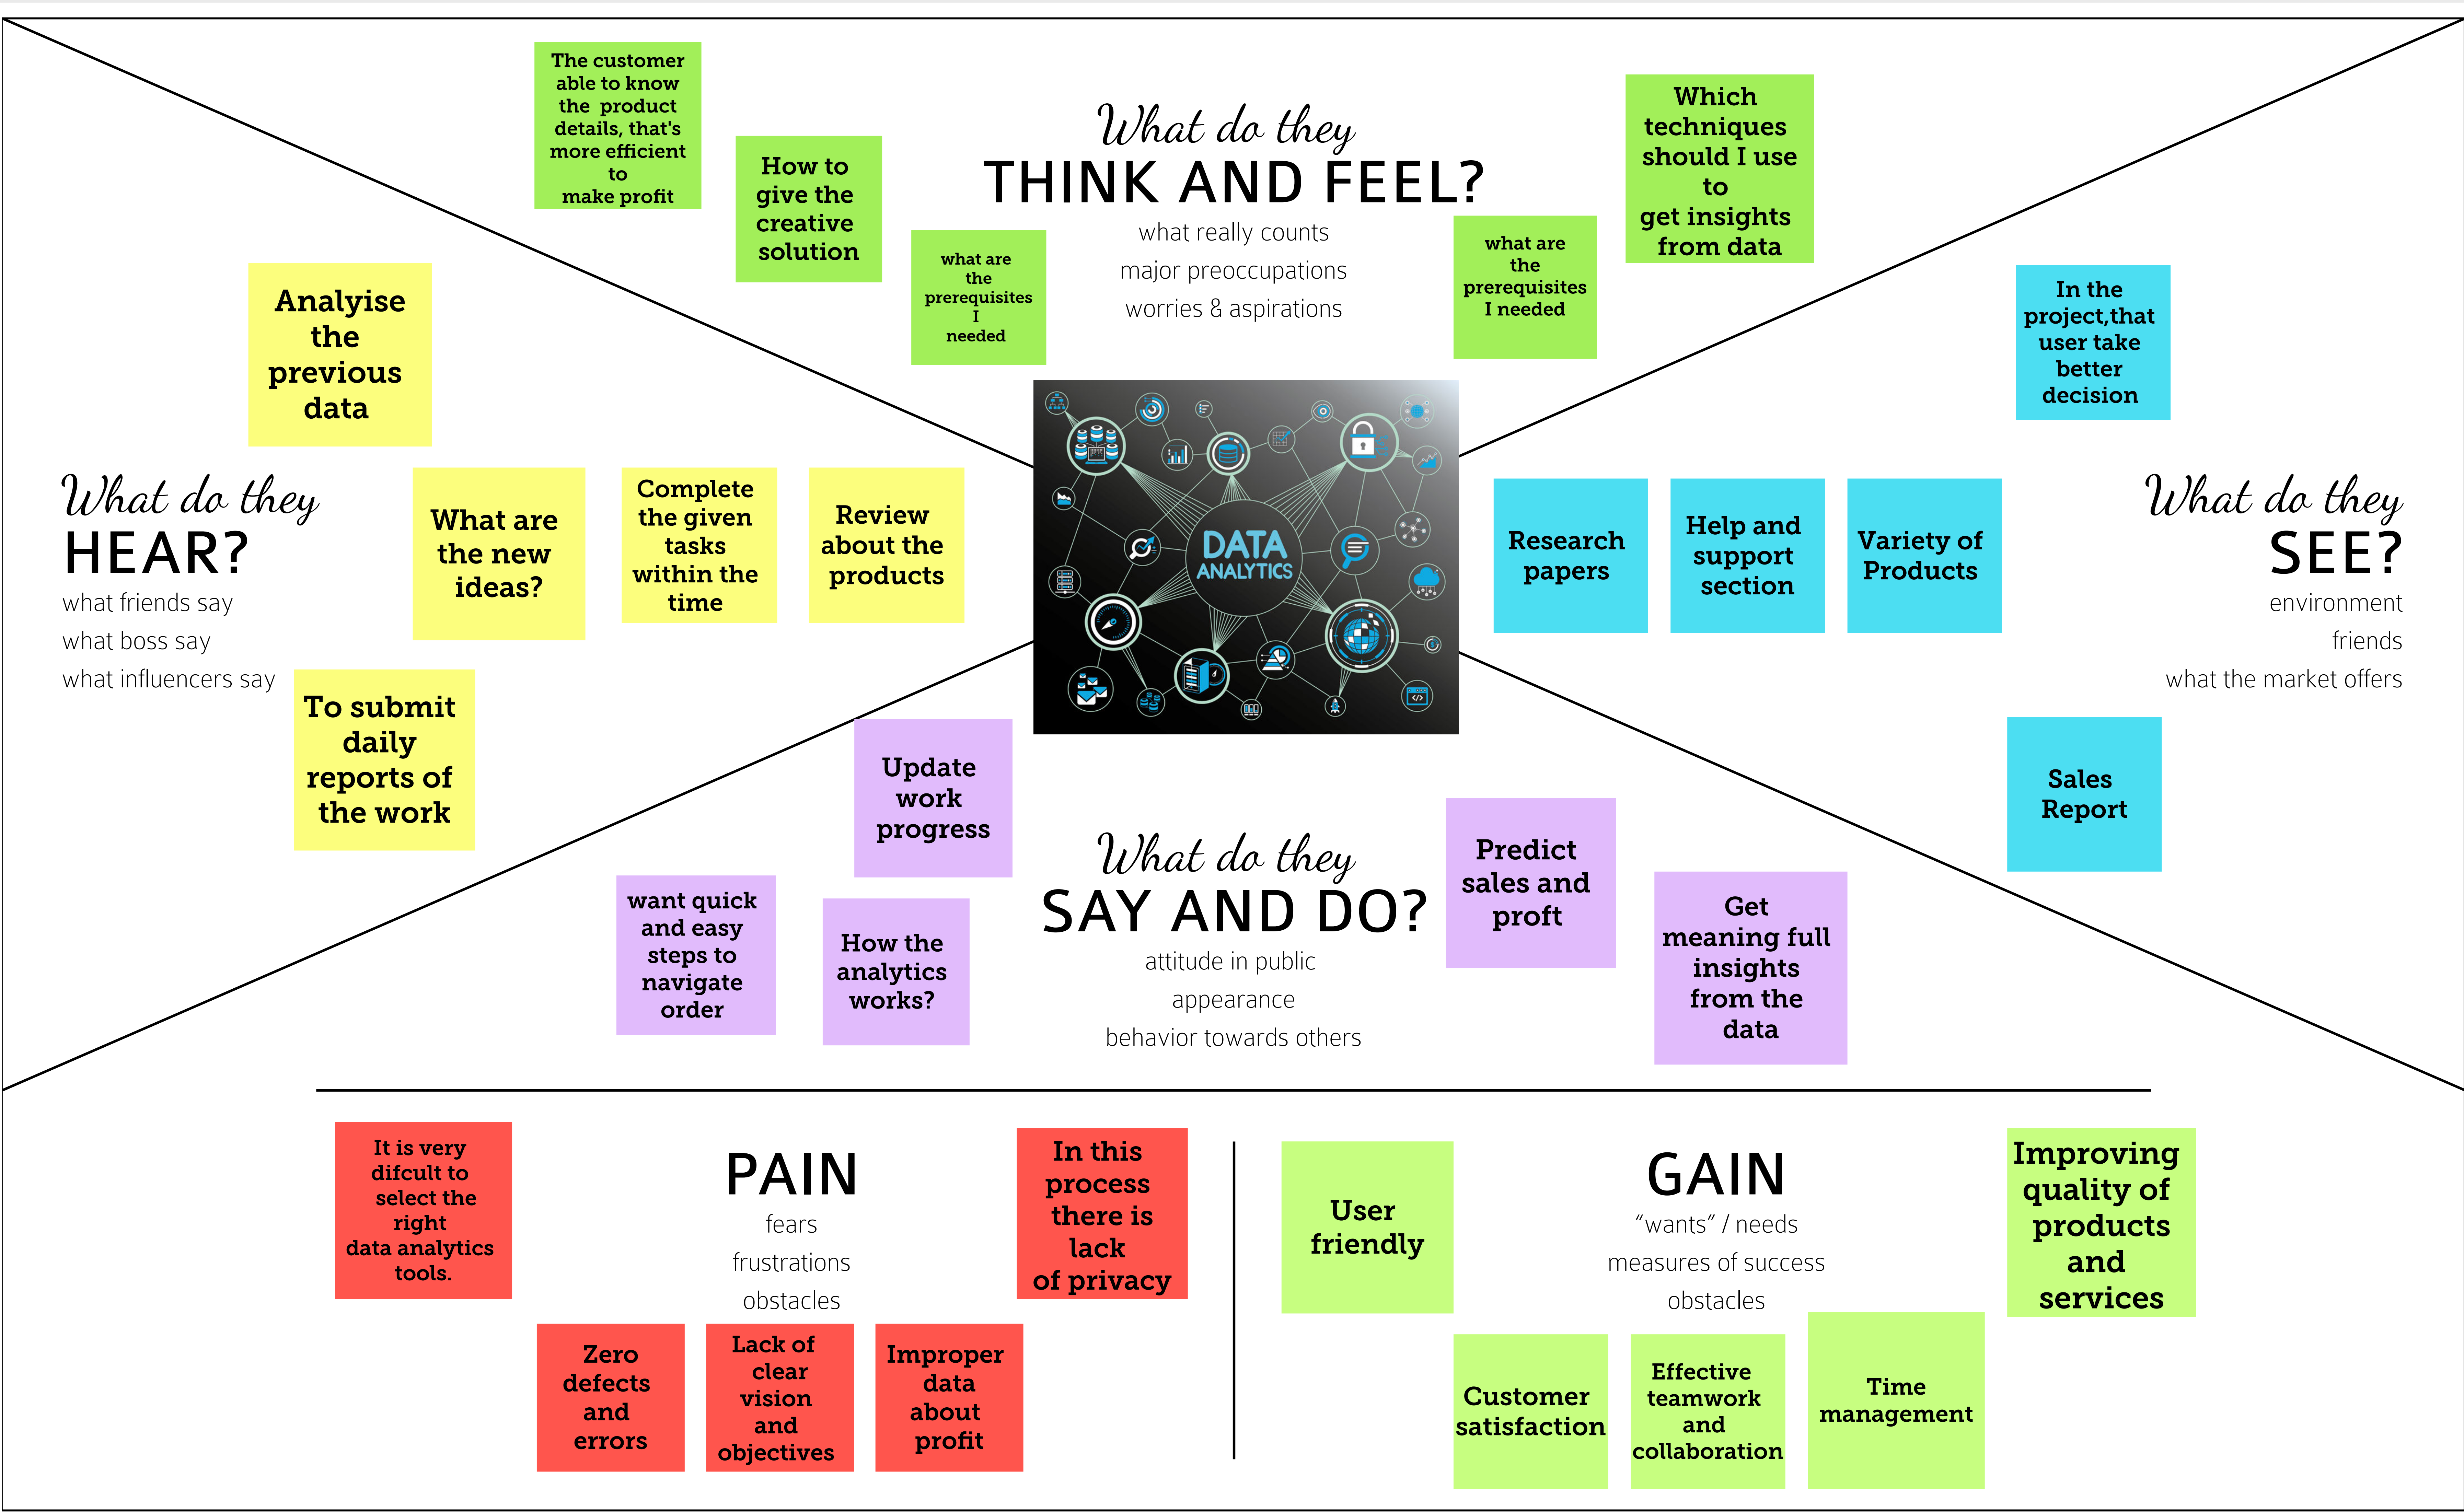 The customer
able to know
the product
details, that's
more efficient
to
make profit
How to
give the
creative
solution
what are
the
prerequisites
I
needed
What do they
THINK AND FEEL?
what really counts
major preoccupations
worries & aspirations
what are
the
prerequisites
I needed
Which
techniques
should I use
to
get insights
from data
Analyise
the
previous
data
What do they
HEAR?
what friends say
what boss say
what influencers say
What are
the new
ideas?
Complete
the given
tasks
within the
time
Review
about the
products
To submit
daily
reports of
the work
DATA
ANALYTICS
In the
project,that
user take
better
decision
Research
papers
Help and
support
section
Variety of
Products
What do they
SEE?
environment
friends
what the market offers
Sales
Report
Update
work
progress
want quick
and easy
steps to
navigate
order
How the
analytics
works?
What do they
SAY AND DO?
attitude in public
appearance
behavior towards others
Predict
sales and
proft
Get
meaning full
insights
from the
data
It is very
difcult to
select the
right
data analytics
tools.
PAIN
fears
frustrations
obstacles
In this
process
there is
lack
of privacy
Zero
defects
and
errors
Lack of
clear
vision
and
objectives
Improper
data
about
profit
User
friendly
GAIN
“wants” / needs
measures of success
obstacles
Improving
quality of
products
and
services
Customer
satisfaction
Effective
teamwork
and
collaboration
Time
management